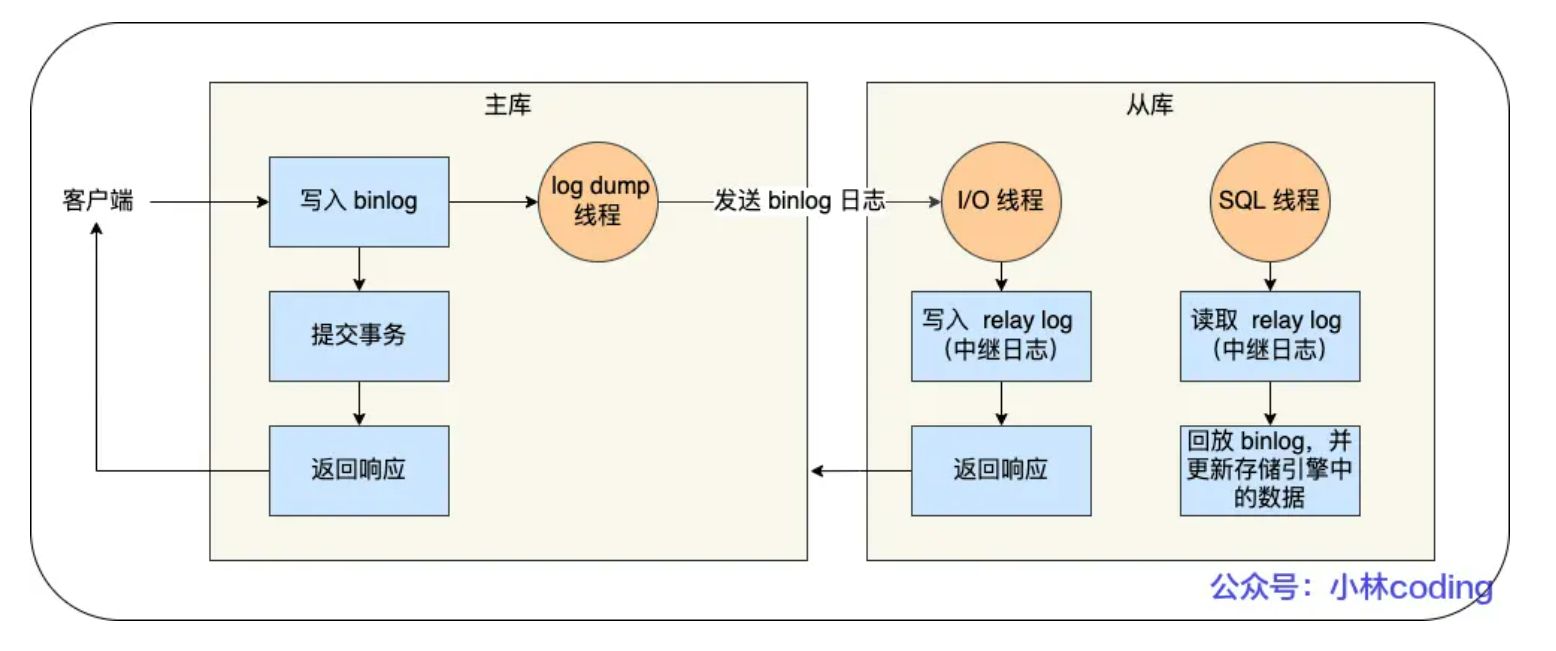 主库
从库
客户端
写入 binlog
log dump
线程
发送 binlog 日志
I/O 线程
SQL 线程
提交事务
写入 relay log
（中继日志）
读取 relay log
（中继日志）
返回响应
返回响应
回放 binlog，并
更新存储引擎中
的数据
公众号：小林coding